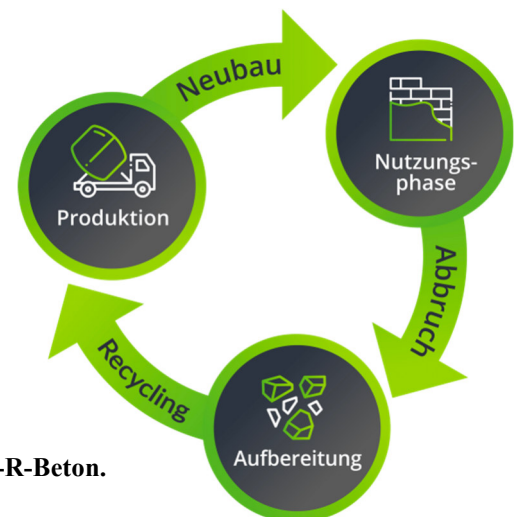 Neubau
Produktion
Nutzungs-
phase
Abbruch
Recycling
Aufbereitung
-R-Beton.